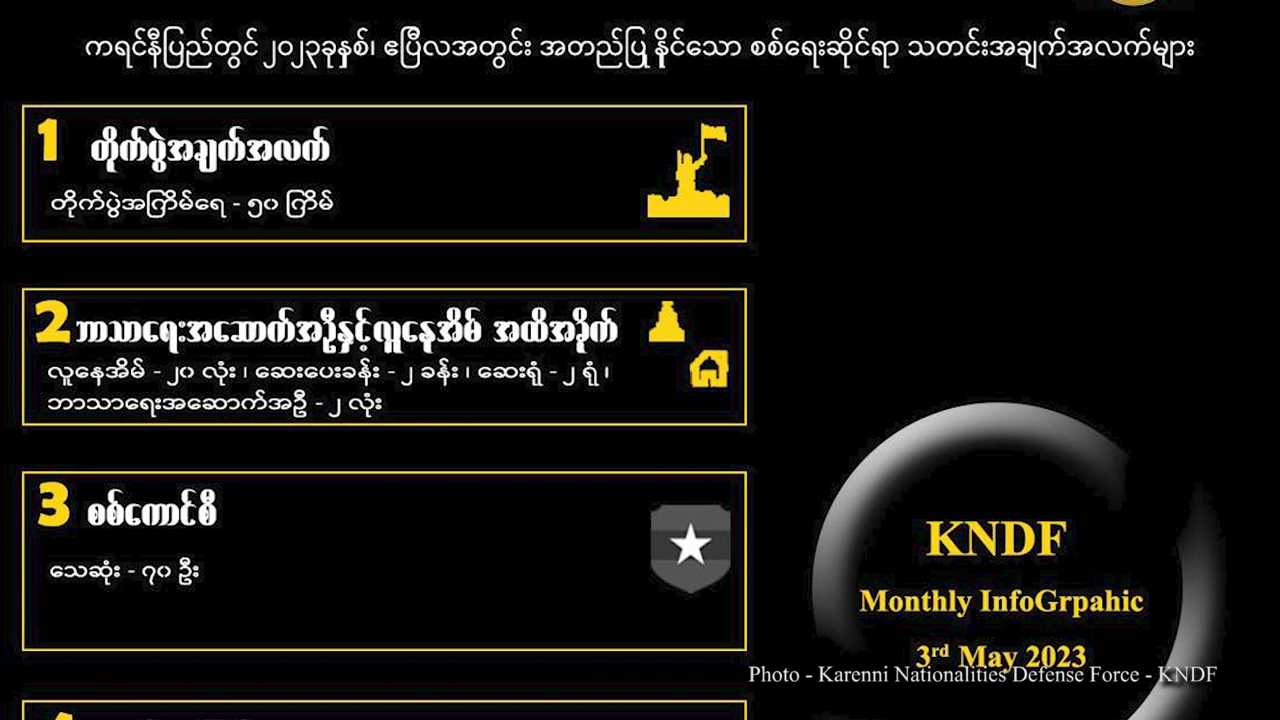 ကရင်နီပြည်တွင် ၂၀၂၃ခုနှစ်၊ ဧပြီလအတွင်း အတည်ပြုနိုင်သော စစ်ရေးဆိုင်ရာ သတင်းအချက်အလက်များ
1 တိုက်ပွဲအချက်အလက်
တိုက်ပွဲအကြိမ်ရေ - ၅၀ ကြိမ်
2 ဘာသာရေးအဆောက်အဦနှင့်လူနေအိမ် အထိအခိုက်
လူနေအိမ် - ၂၀ လုံး ၊ ဆေးပေးခန်း - ၂ ခန်း ၊ ဆေးရုံ - ၂ ရုံ ၊
ဘာသာရေးအဆောက်အဦ - ၂ လုံး
3 စစ်ကောင်စီ
သေဆုံး - ၇၀ ဦး
KNDF
Monthly InfoGrpahic
3rd May 2023
Photo - Karenni Nationalities Defense Force - KNDF